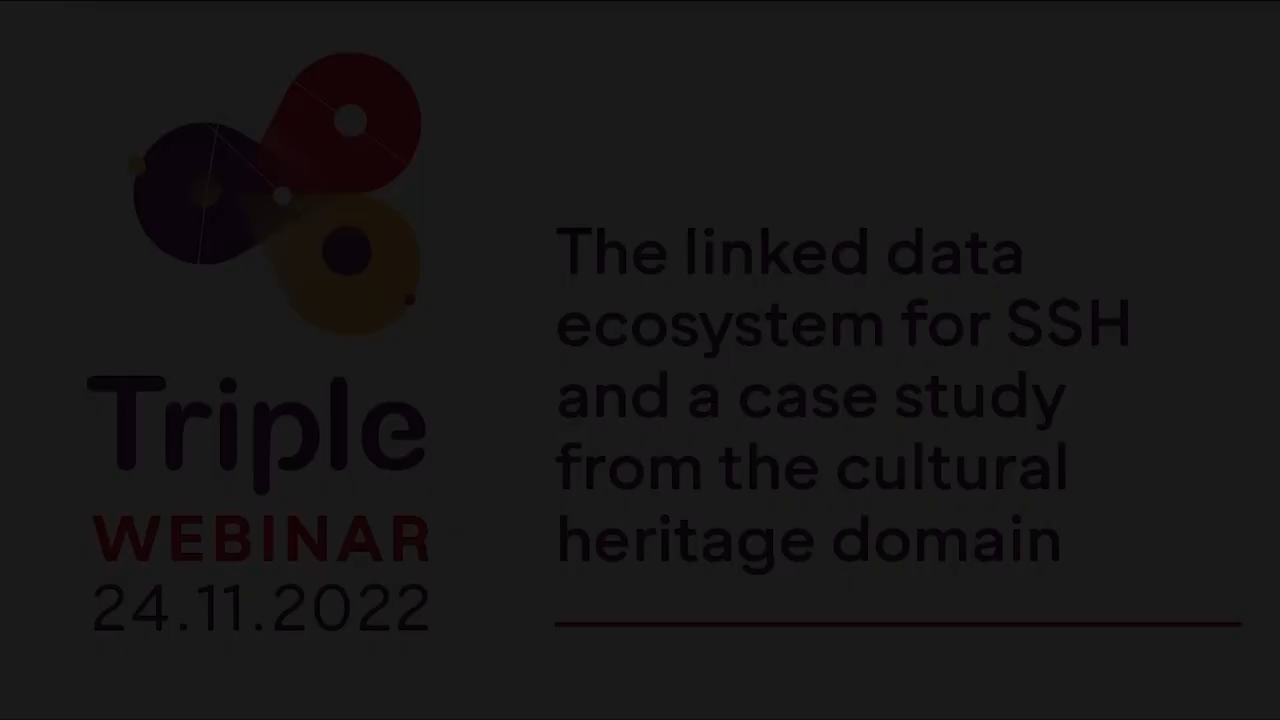 Triple
WEBINAR
24.11.2022
The linked data
ecosystem for SSH
and a case study
from the cultural
heritage domain